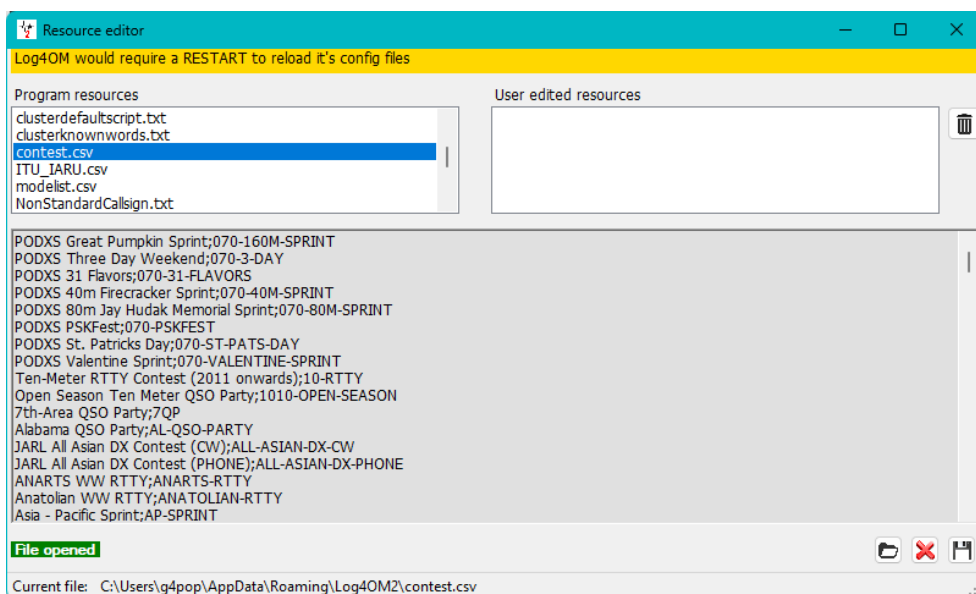 Resource editor
Log4OM would require a RESTART to reload it's config files
Program resources
User edited resources
clusterdefaultscript.txt
clusterknownwords.txt
contest.csv
ITU_IARU.csv
modelist.csv
NonStandardCallsign.txt
PODXS Great Pumpkin Sprint;070-160M-SPRINT
PODXS Three Day Weekend;070-3-DAY
PODXS 31 Flavors;070-31-FLAVORS
PODXS 40m Firecracker Sprint;070-40M-SPRINT
PODXS 80m Jay Hudak Memorial Sprint;070-80M-SPRINT
PODXS PSKFest;070-PSKFEST
PODXS St. Patricks Day;070-ST-PATS-DAY
PODXS Valentine Sprint;070-VALENTINE-SPRINT
Ten-Meter RTTY Contest (2011 onwards);10-RTTY
Open Season Ten Meter QSO Party;1010-OPEN-SEASON
7th-Area QSO Party;7QP
Alabama QSO Party;AL-QSO-PARTY
JARL All Asian DX Contest (CW);ALL-ASIAN-DX-CW
JARL All Asian DX Contest (PHONE);ALL-ASIAN-DX-PHONE
ANARTS WW RTTY;ANARTS-RTTY
Anatolian WW RTTY;ANATOLIAN-RTTY
Asia - Pacific Sprint;AP-SPRINT
File opened
Current file: C:\Users\g4pop\AppData\Roaming\Log4OM2\contest.csv